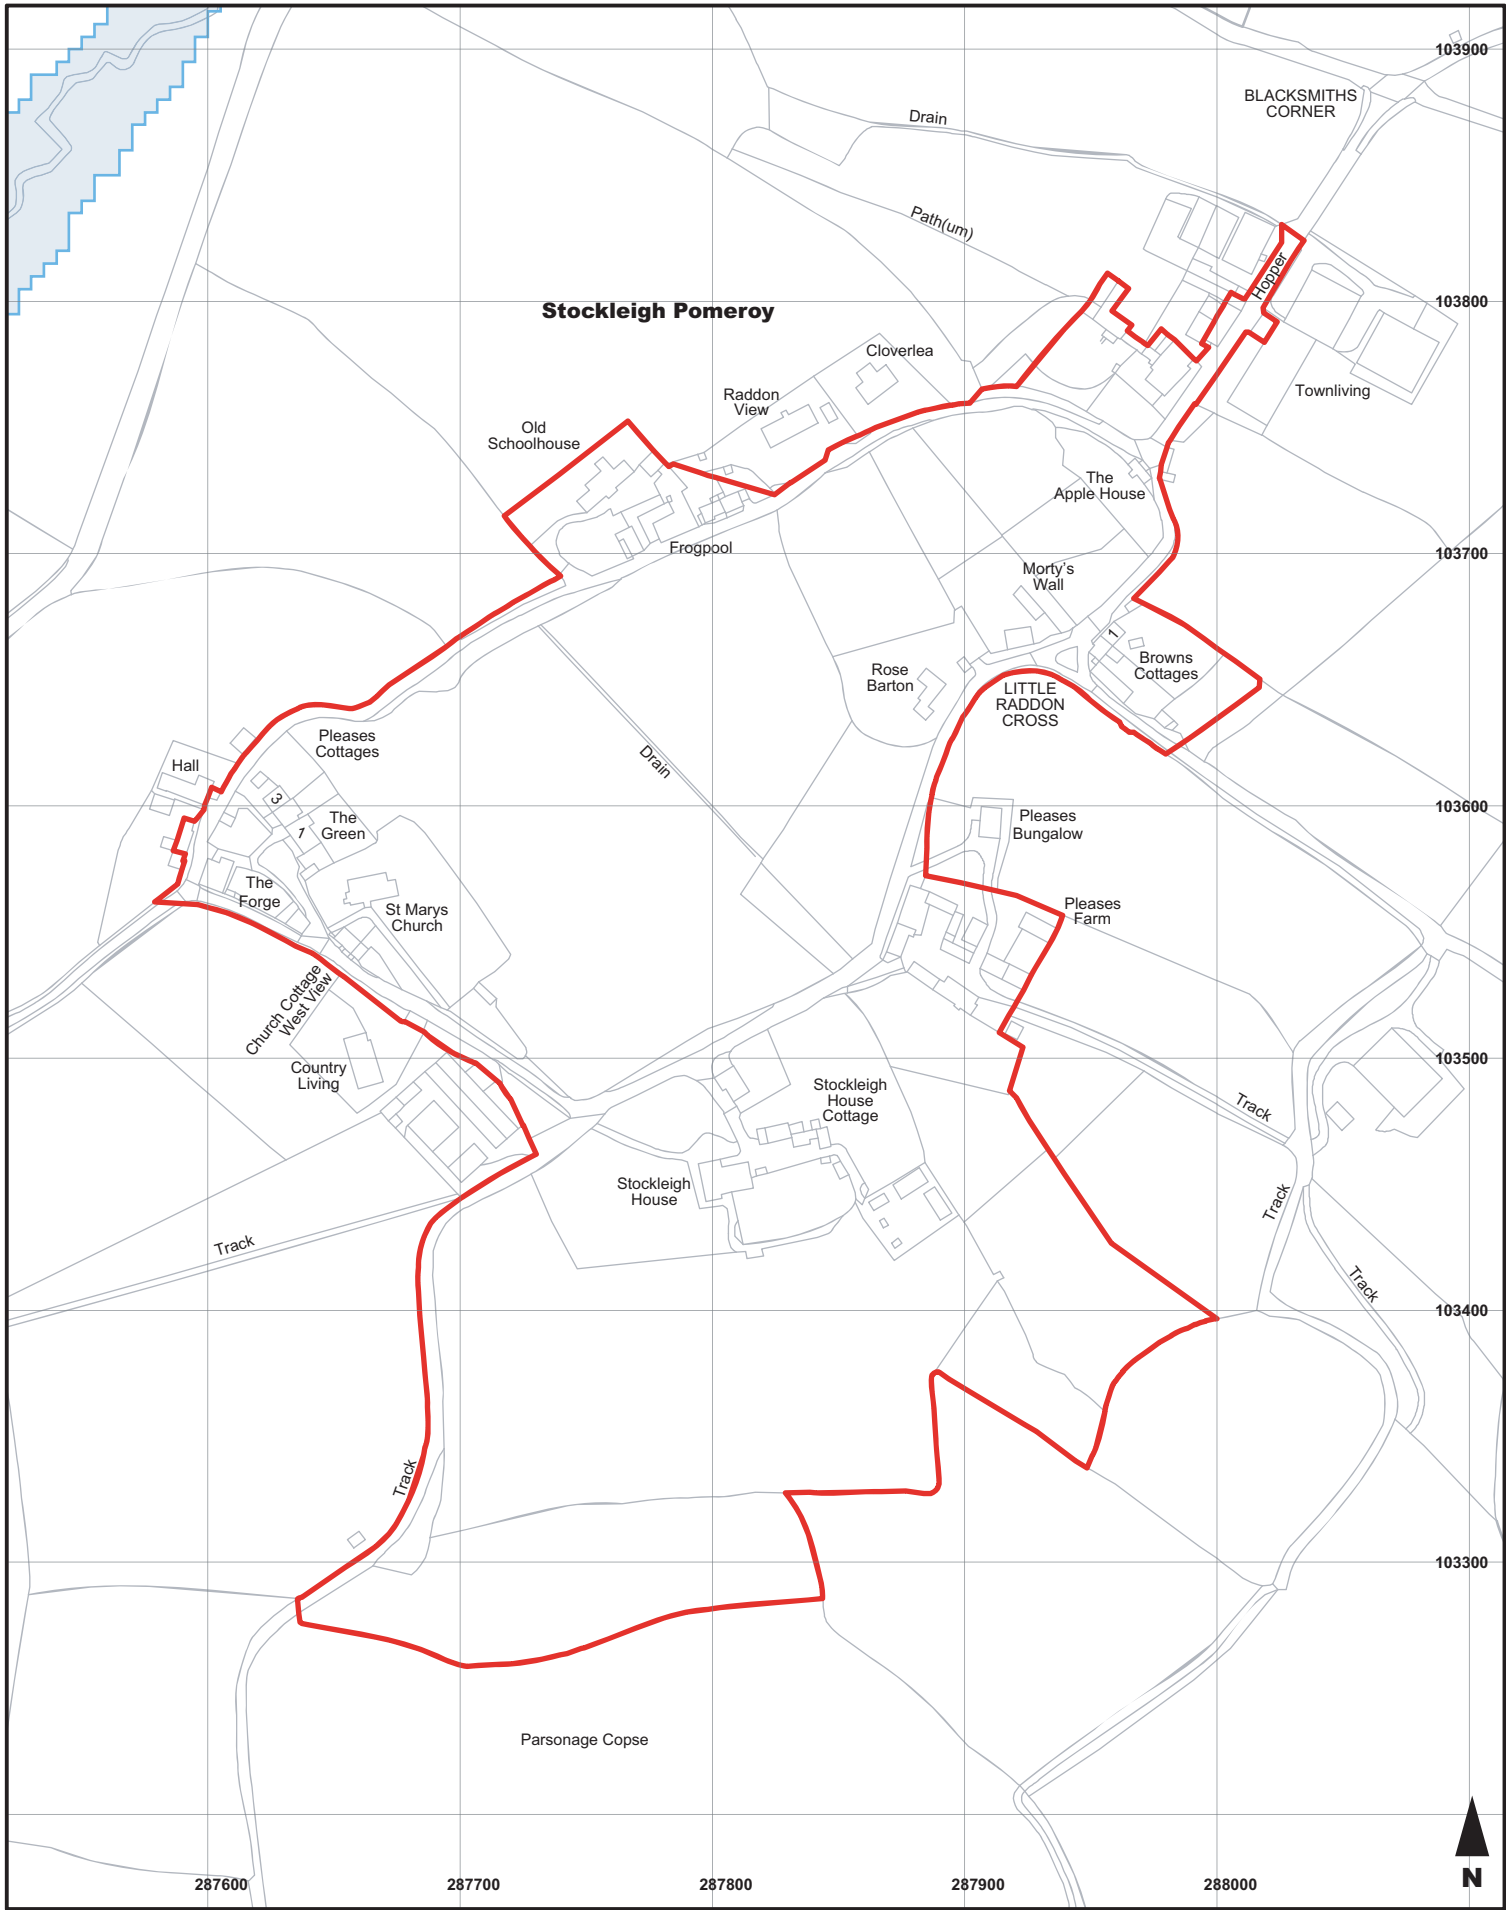 103900
BLACKSMITHS
CORNER
Drain
Path(um)
Hopper
103800
Stockleigh Pomeroy
Cloverlea
Raddon
View
Townliving
Old
Schoolhouse
The
Apple House
Frogpool
103700
Morty's
Wall
1
Browns
Cottages
Rose
Barton
LITTLE
RADDON
CROSS
Pleases
Cottages
Hall
Drain
3
1
The
Green
103600
Pleases
Bungalow
The
Forge
St Marys
Church
Pleases
Farm
Church Cottage
West View
Country
Living
103500
Stockleigh
House
Cottage
Track
Stockleigh
House
Track
Track
Track
103400
Track
103300
Parsonage Copse
287600
287700
287800
287900
288000
N